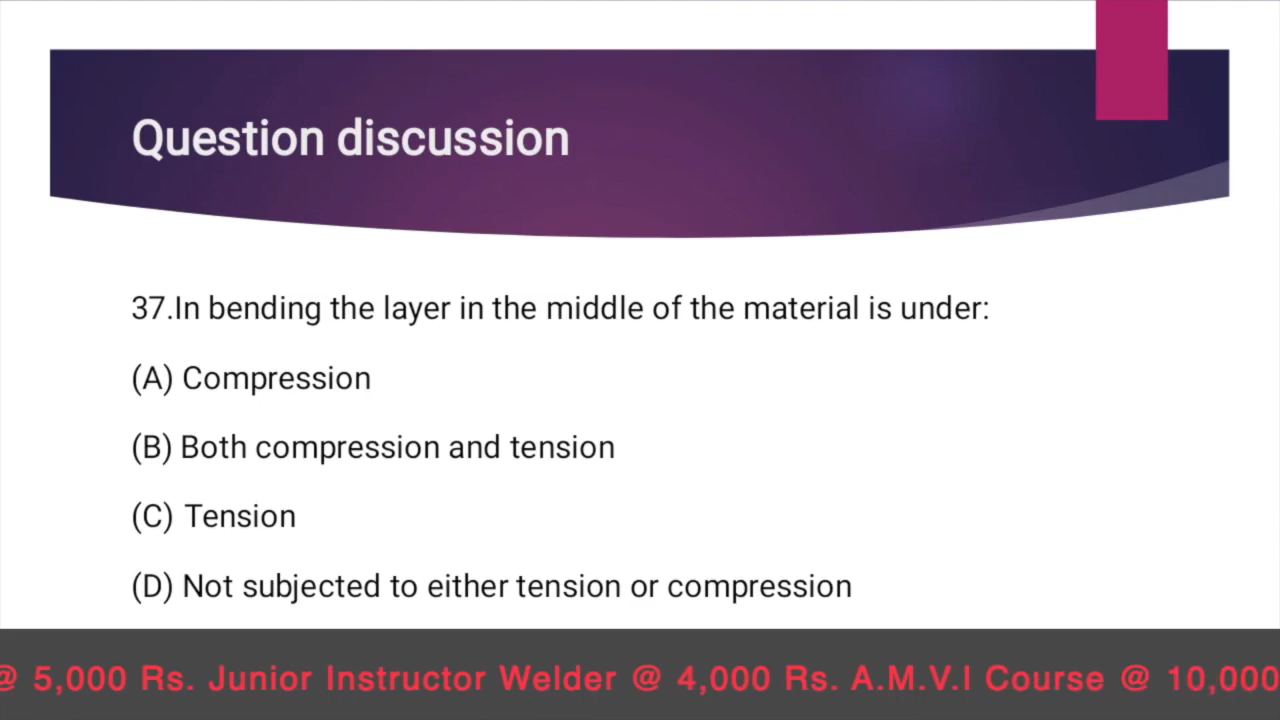 Question discussion
37.In bending the layer in the middle of the material is under:
(A) Compression
(B) Both compression and tension
(C) Tension
(D) Not subjected to either tension or compression
@ 5,000 Rs. Junior Instructor Welder @ 4,000 Rs. A.M.V.I Course @ 10,000